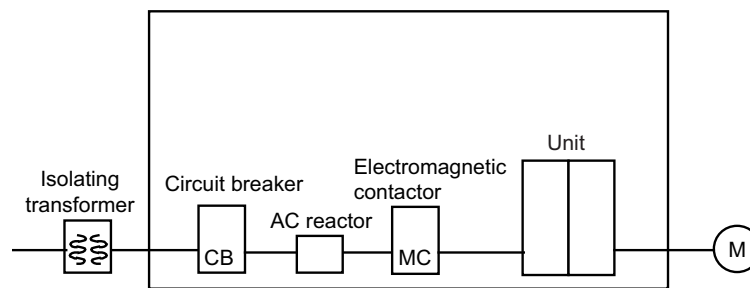 Isolating
transformer
Circuit breaker
CB
AC reactor
Electromagnetic
contactor
MC
Unit
M